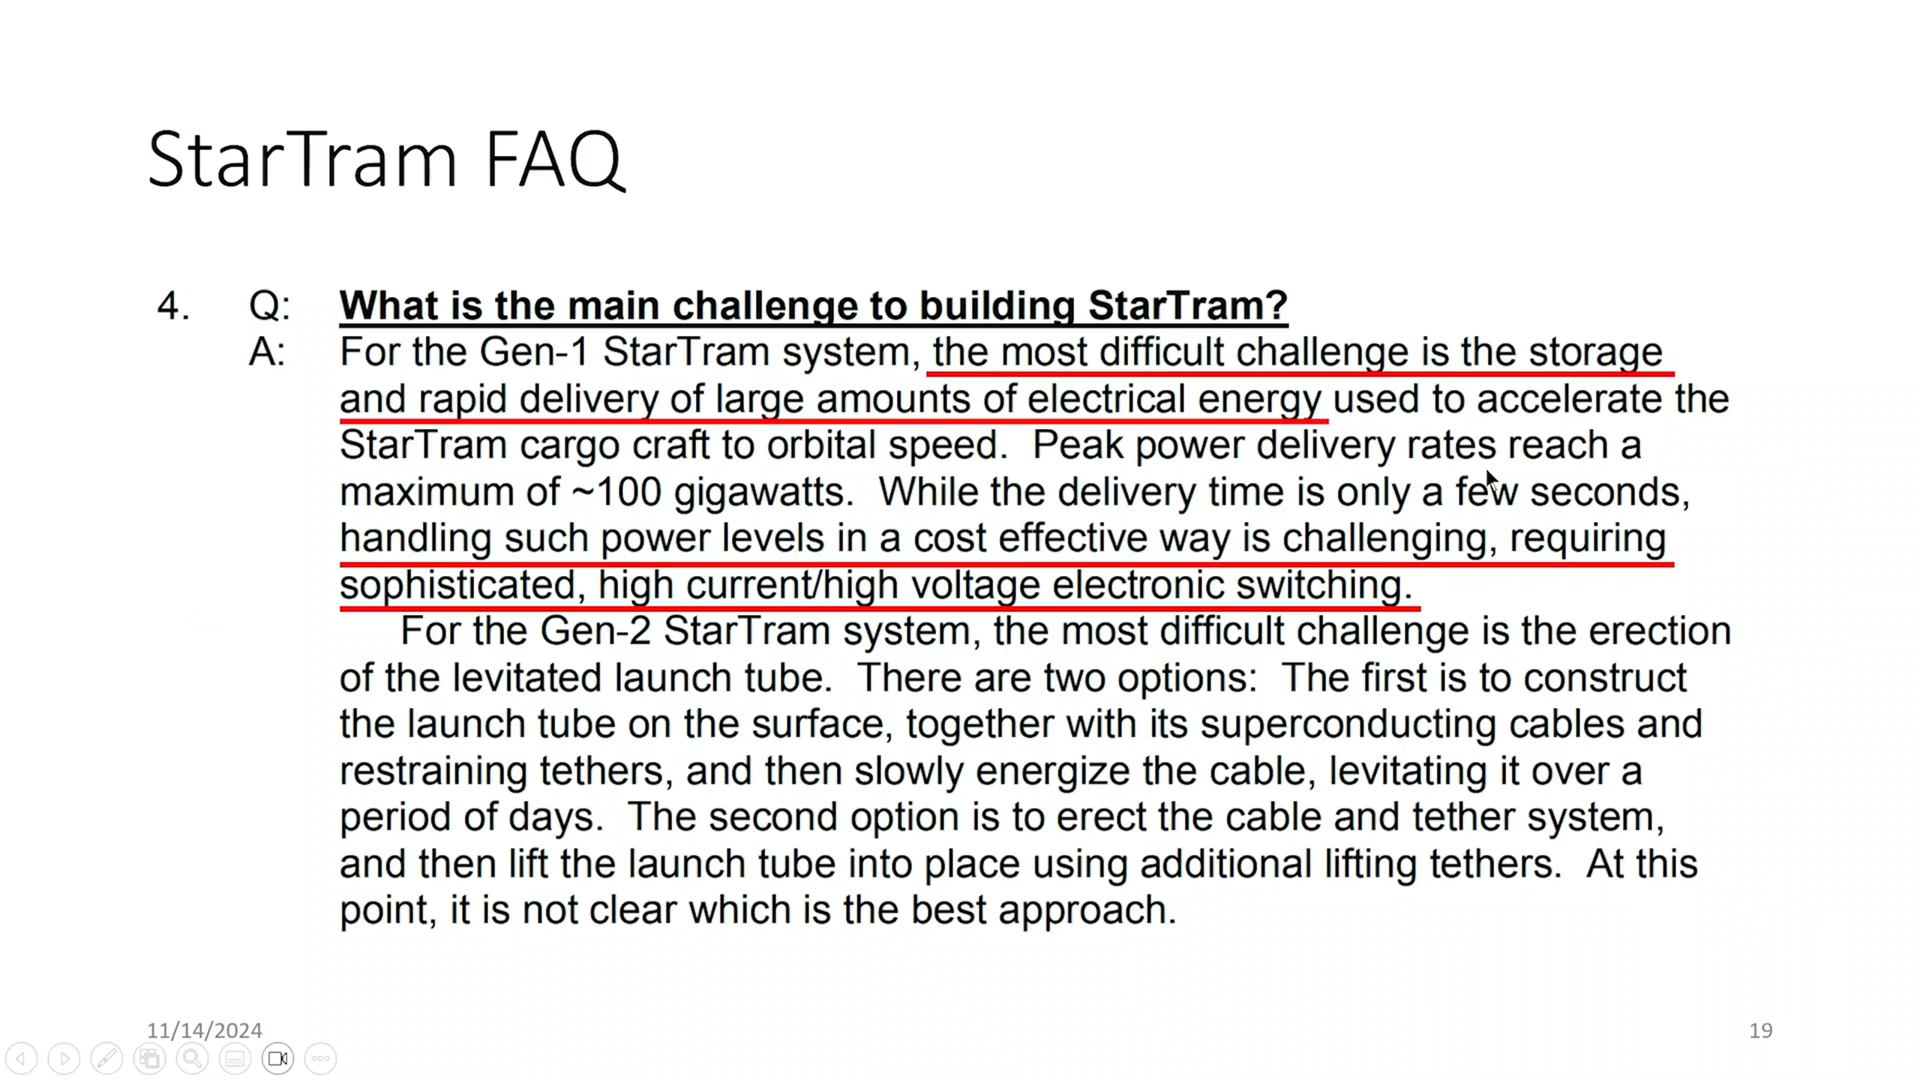 StarTram FAQ
4. Q: What is the main challenge to building StarTram?
A: For the Gen-1 StarTram system, the most difficult challenge is the storage
and rapid delivery of large amounts of electrical energy used to accelerate the
StarTram cargo craft to orbital speed. Peak power delivery rates reach a
maximum of ~100 gigawatts. While the delivery time is only a few seconds,
handling such power levels in a cost effective way is challenging, requiring
sophisticated, high current/high voltage electronic switching.
For the Gen-2 StarTram system, the most difficult challenge is the erection
of the levitated launch tube. There are two options: The first is to construct
the launch tube on the surface, together with its superconducting cables and
restraining tethers, and then slowly energize the cable, levitating it over a
period of days. The second option is to erect the cable and tether system,
and then lift the launch tube into place using additional lifting tethers. At this
point, it is not clear which is the best approach.
11/14/2024
19